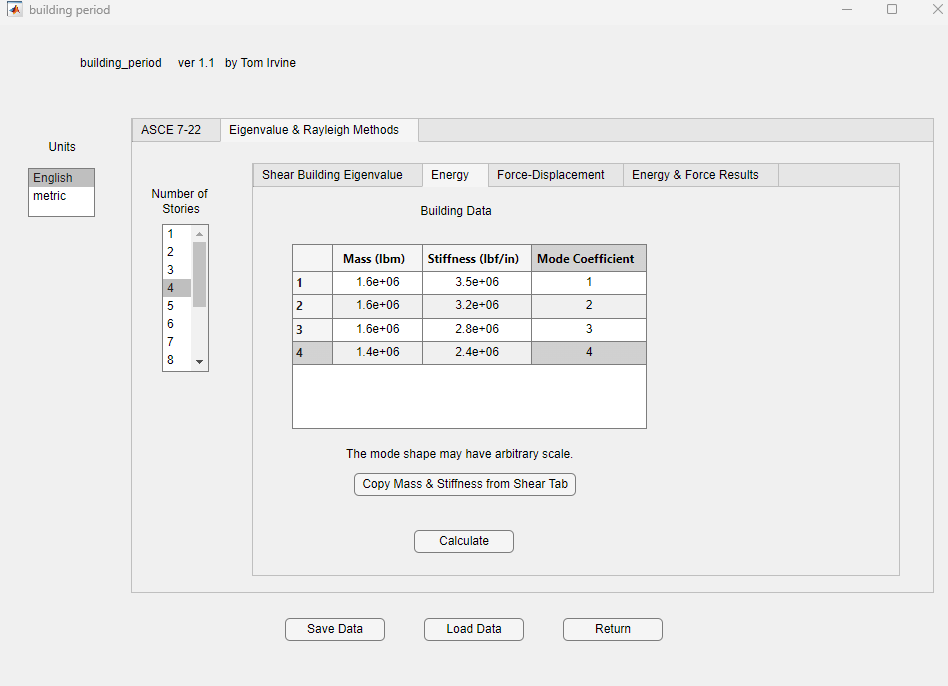 building period
building_period ver 1.1 by Tom Irvine
Units
English
metric
ASCE 7-22
Eigenvalue & Rayleigh Methods
Number of
Stories
1
2
3
4
5
6
7
8
Shear Building Eigenvalue
Energy
Force-Displacement
Energy & Force Results
Building Data
Mass (lbm) Stiffness (lbf/in) Mode Coefficient
1 1.6e+06 3.5e+06 1
2 1.6e+06 3.2e+06 2
3 1.6e+06 2.8e+06 3
4 1.4e+06 2.4e+06 4
The mode shape may have arbitrary scale.
Copy Mass & Stiffness from Shear Tab
Calculate
Save Data
Load Data
Return